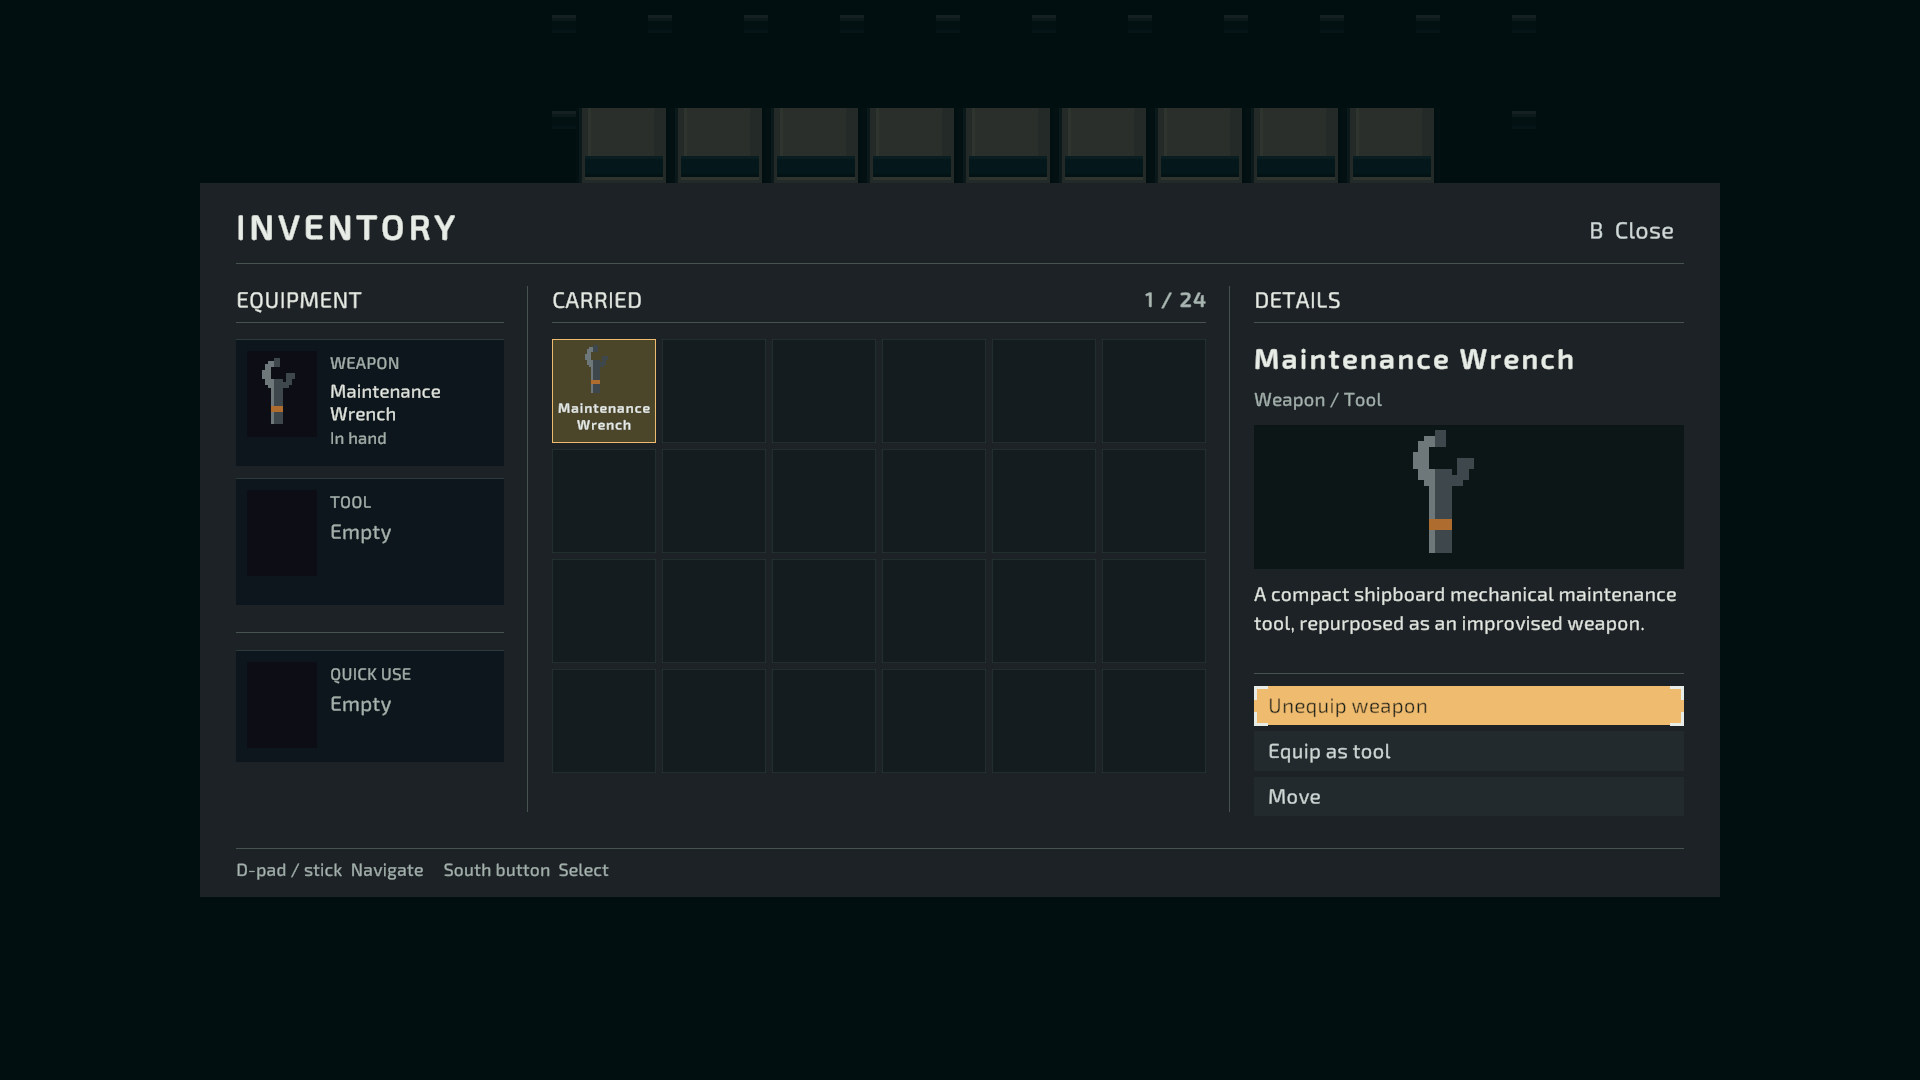 INVENTORY
B Close
EQUIPMENT
WEAPON
Maintenance
Wrench
In hand
TOOL
Empty
QUICK USE
Empty
CARRIED
1 / 24
Maintenance
Wrench
DETAILS
Maintenance Wrench
Weapon / Tool
A compact shipboard mechanical maintenance
tool, repurposed as an improvised weapon.
Unequip weapon
Equip as tool
Move
D-pad / stick Navigate South button Select